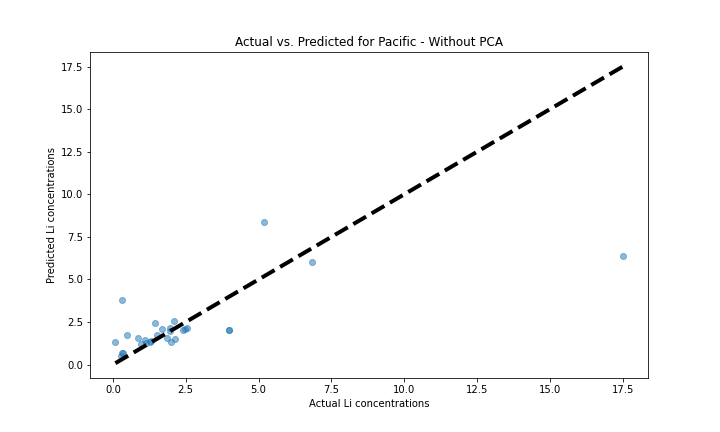 Actual vs. Predicted for Pacific - Without PCA
17.5
15.0
12.5
10.0
7.5
5.0
2.5
0.0
Predicted Li concentrations
0.0 2.5 5.0 7.5 10.0 12.5 15.0 17.5
Actual Li concentrations